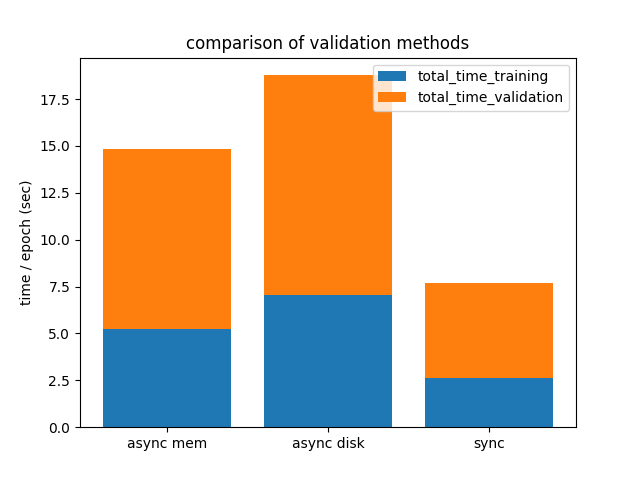 comparison of validation methods
total_time_training
total_time_validation
time / epoch (sec)
17.5
15.0
12.5
10.0
7.5
5.0
2.5
0.0
async mem
async disk
sync